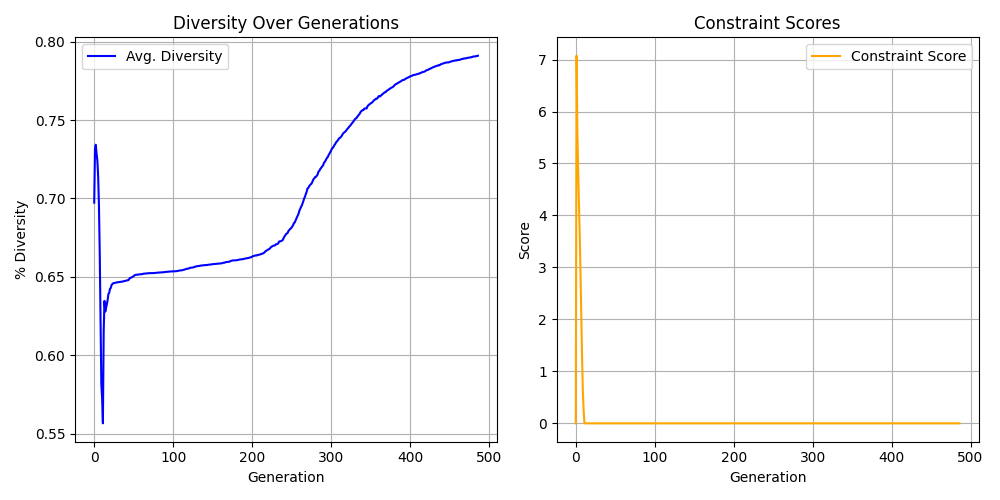 Diversity Over Generations
Avg. Diversity
% Diversity
0.80
0.75
0.70
0.65
0.60
0.55
0 100 200 300 400 500
Generation
Constraint Scores
Constraint Score
Score
7
6
5
4
3
2
1
0
0 100 200 300 400 500
Generation